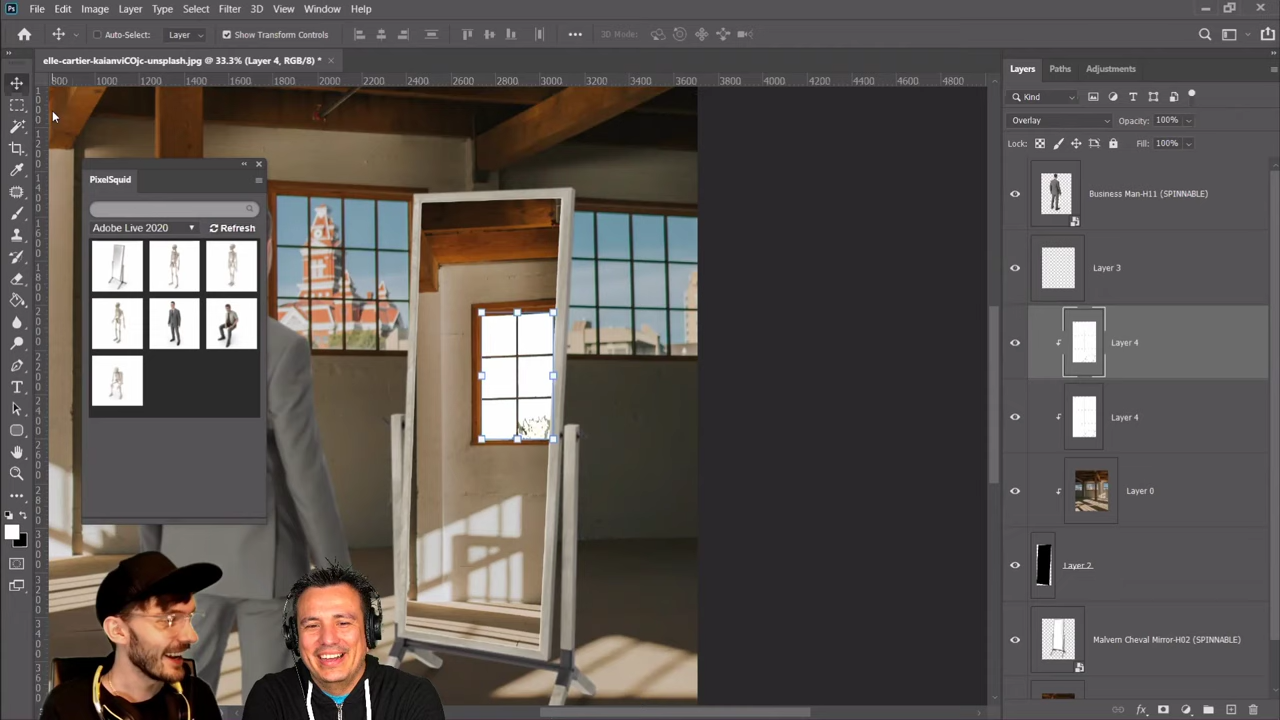 Ps File Edit Image Layer Type Select Filter 3D View Window Help
Auto-Select: Layer Show Transform Controls 3D Mode:
elle-cartier-kaianviCOjc-unsplash.jpg @ 33.3% (Layer 4, RGB/8) *
800 1200 1400 1600 1800 2000 2200 2400 2600 2800 3000 3200 3400 3600 3800 4000 4200 4400 4600 4800
PixelSquid
Adobe Live 2020 Refresh
Layers Paths Adjustments
Kind
Overlay Opacity: 100%
Lock: Fill: 100%
Business Man-H11 (SPINNABLE)
Layer 3
Layer 4
Layer 4
Layer 0
Layer 2
Malvern Cheval Mirror-H02 (SPINNABLE)